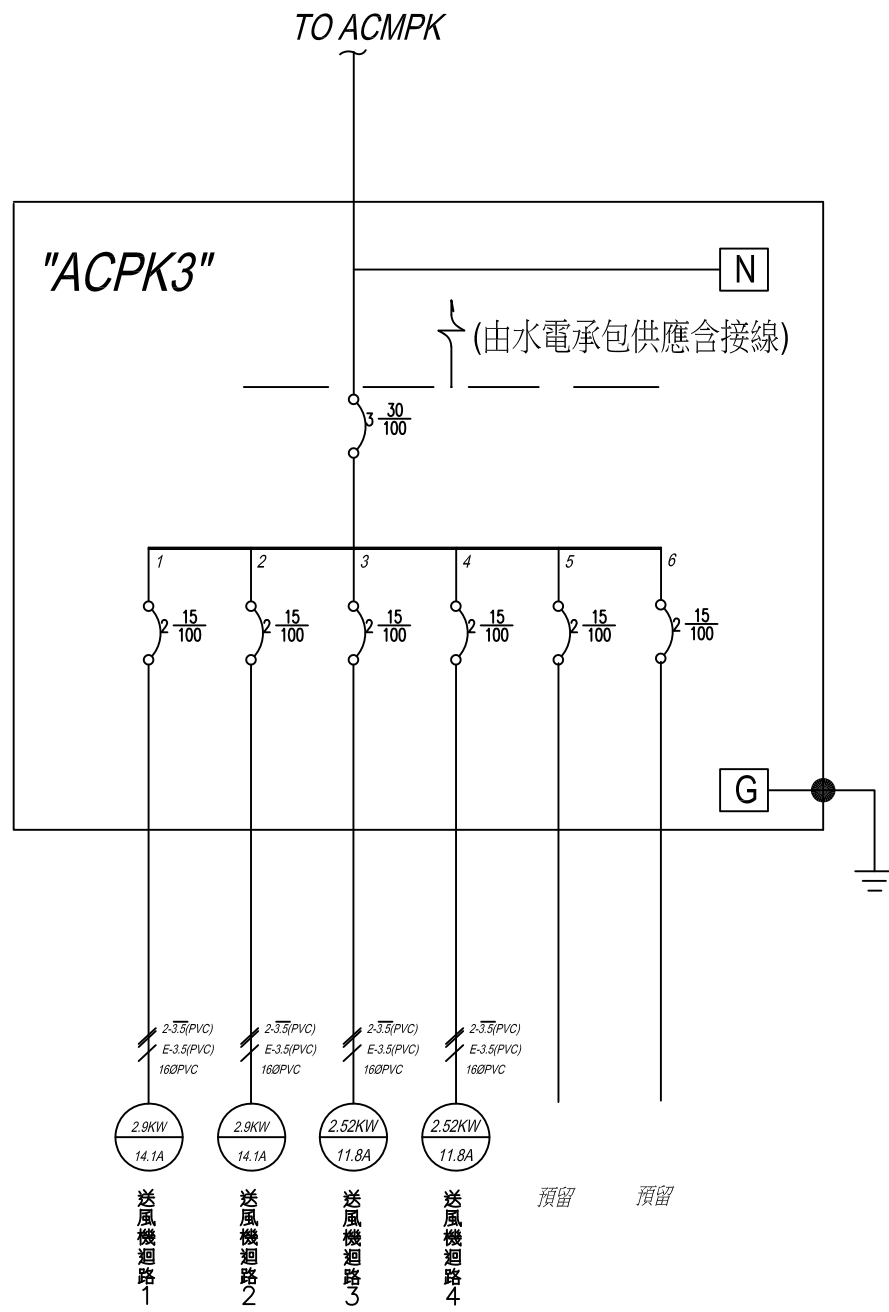 TO ACMPK
"ACPK3"
N
(由水電承包供應含接線)
3 30/100
1 2 3 4 5 6
2 15/100 2 15/100 2 15/100 2 15/100 2 15/100 2 15/100
G
2-3.5(PVC) 2-3.5(PVC) 2-3.5(PVC) 2-3.5(PVC)
E-3.5(PVC) E-3.5(PVC) E-3.5(PVC) E-3.5(PVC)
16ØPVC 16ØPVC 16ØPVC 16ØPVC
2.9KW 2.9KW 2.52KW 2.52KW
14.1A 14.1A 11.8A 11.8A
送風機迴路1
送風機迴路2
送風機迴路3
送風機迴路4
預留
預留